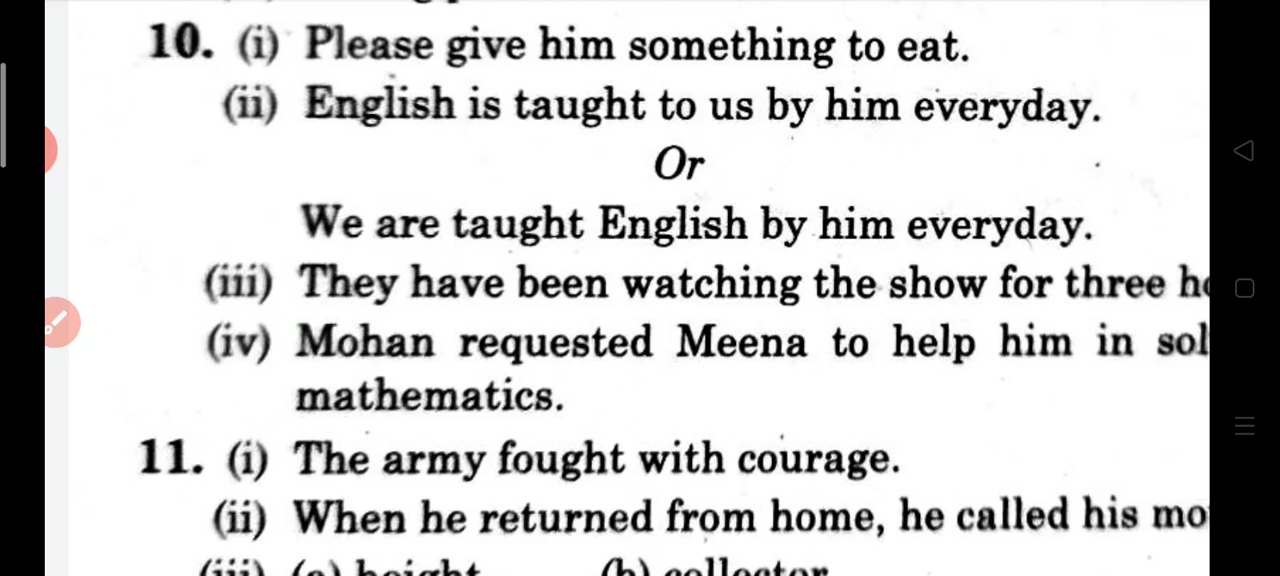 10. (i) Please give him something to eat.
(ii) English is taught to us by him everyday.
Or
We are taught English by him everyday.
(iii) They have been watching the show for three
(iv) Mohan requested Meena to help him in
mathematics.
11. (i) The army fought with courage.
(ii) When he returned from home, he called his
(iii) (a) height (b) collector